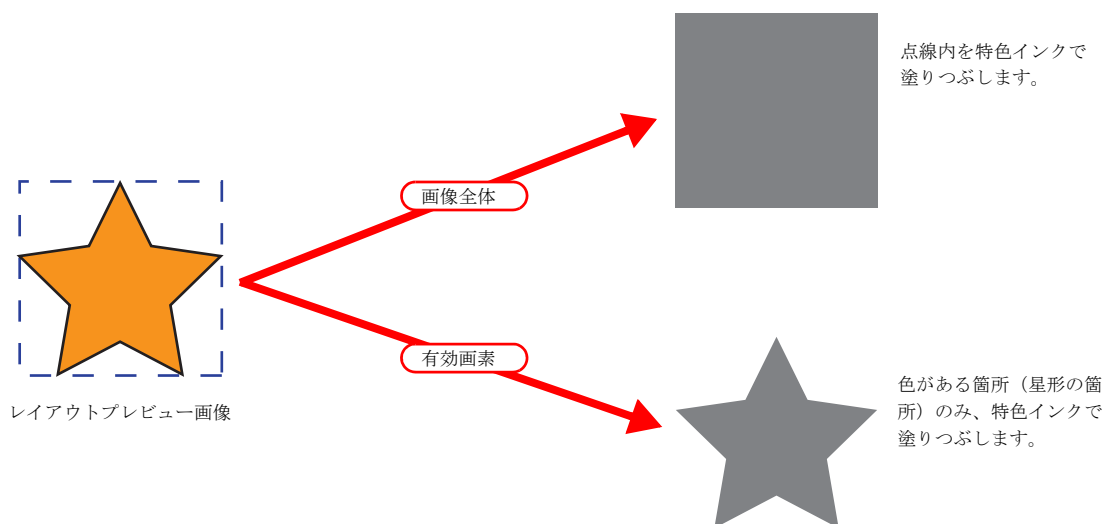 点線内を特色インクで
塗りつぶします。
画像全体
有効画素
レイアウトプレビュー画像
色がある箇所（星形の箇
所）のみ、特色インクで
塗りつぶします。